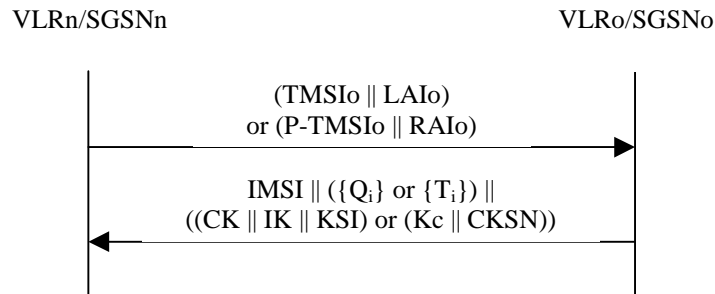 VLRn/SGSNn VLRo/SGSNo
(TMSIo || LAIo)
or (P-TMSIo || RAIo)
IMSI || ({Qi} or {Ti}) ||
((CK || IK || KSI) or (Kc || CKSN))